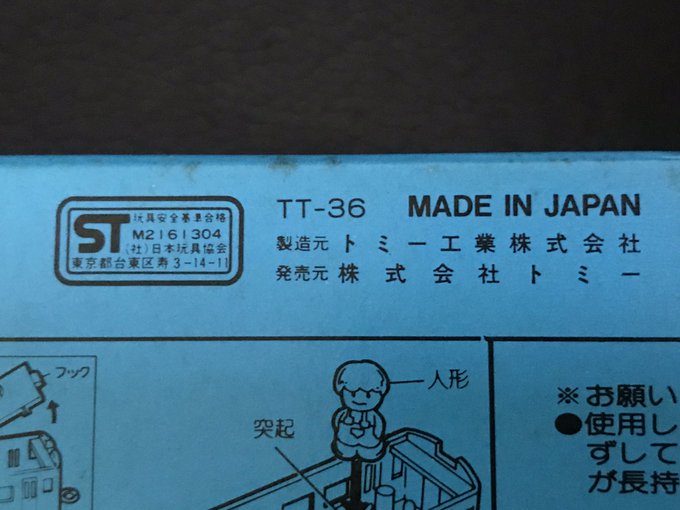 ST 玩具安全基準合格
M2161304
(社)日本玩具協会
東京都台東区寿3-14-11
TT-36 MADE IN JAPAN
製造元 トミー工業株式会社
発売元 株式会社トミー
フック
人形
突起
※お願い
●使用し
ずして
が長持